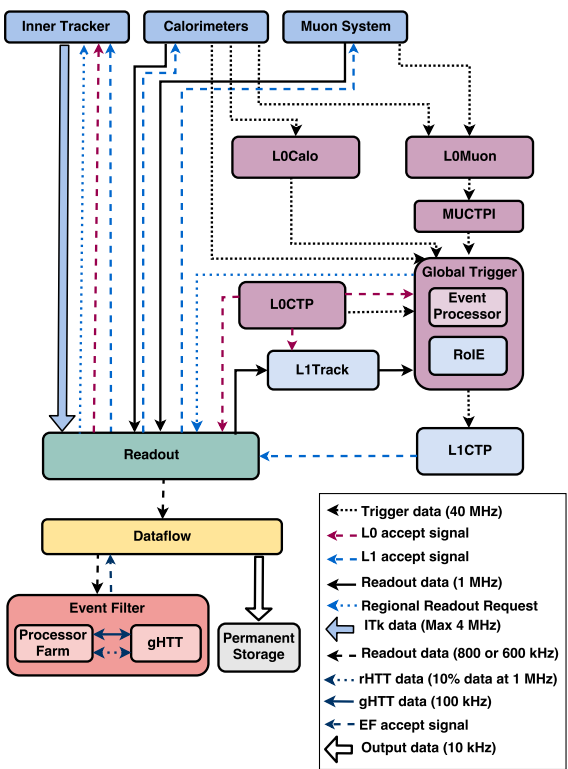 Inner Tracker
Calorimeters
Muon System
L0Calo
L0Muon
MUCTPI
Global Trigger
Event
Processor
RoIE
L0CTP
L1Track
L1CTP
Readout
Dataflow
Event Filter
Processor
Farm
gHTT
Permanent
Storage
Trigger data (40 MHz)
L0 accept signal
L1 accept signal
Readout data (1 MHz)
Regional Readout Request
ITk data (Max 4 MHz)
Readout data (800 or 600 kHz)
rHTT data (10% data at 1 MHz)
gHTT data (100 kHz)
EF accept signal
Output data (10 kHz)